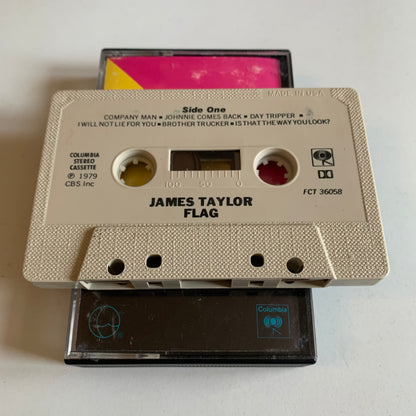 MADE IN U.S.A.
Side One
COMPANY MAN • JOHNNIE COMES BACK • DAY TRIPPER •
I WILL NOT LIE FOR YOU • BROTHER TRUCKER • IS THAT THE WAY YOU LOOK?
COLUMBIA
STEREO
CASSETTE
Ⓟ 1979
CBS Inc
100 50 0
FCT 36058
JAMES TAYLOR
FLAG
Columbia